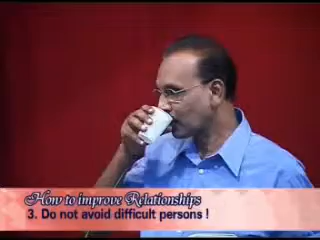 How to improve Relationships
3. Do not avoid difficult persons !